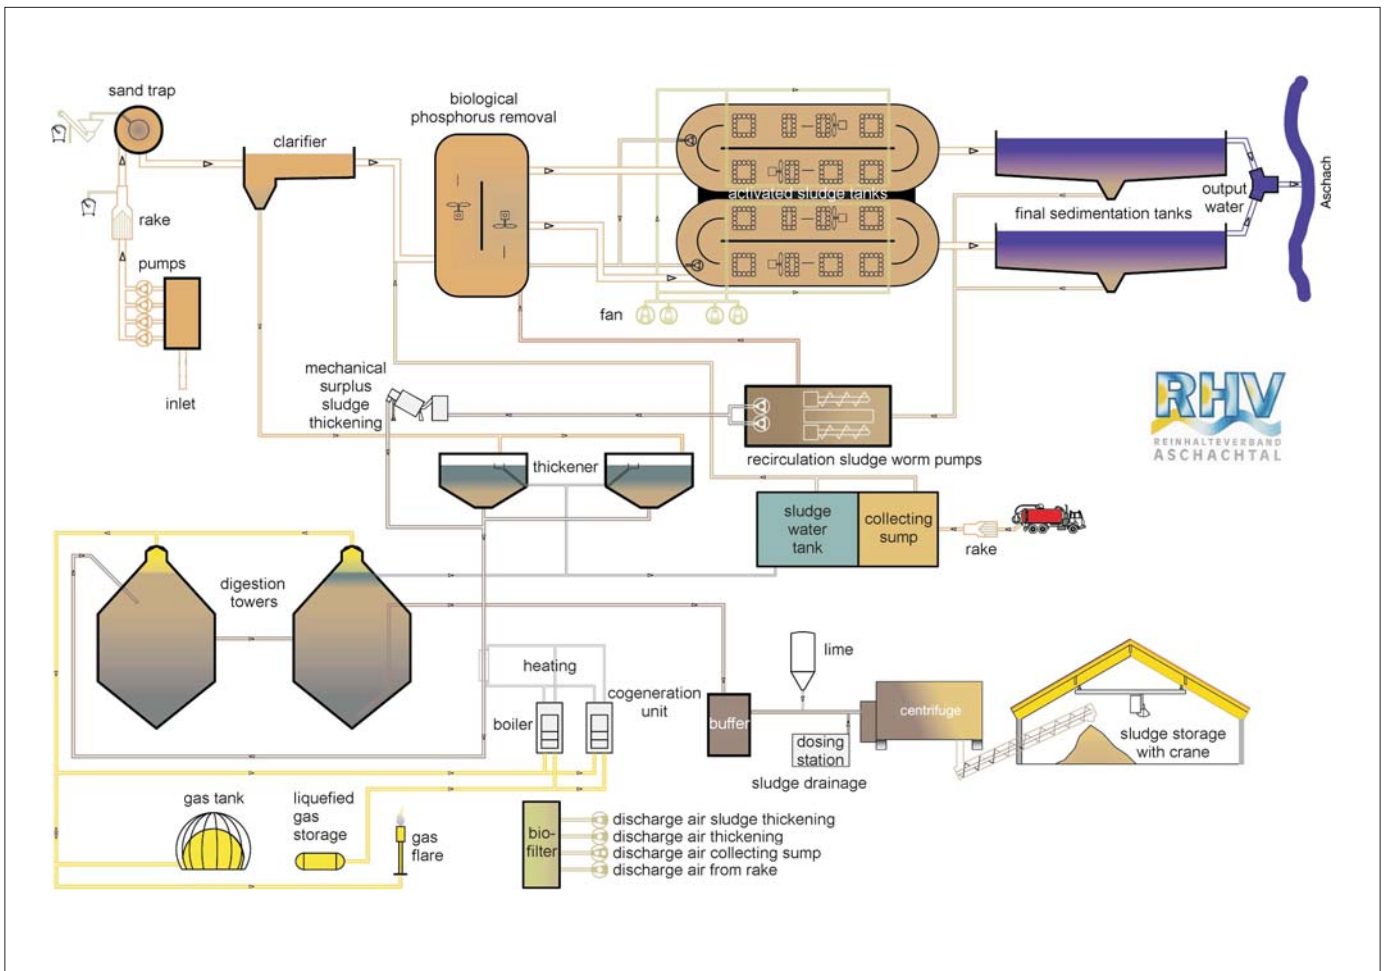 sand trap
clarifier
biological
phosphorus removal
activated sludge tanks
output
water
Aschach
final sedimentation tanks
rake
pumps
inlet
fan
mechanical
surplus
sludge
thickening
RHV
REINHALTEVERBAND
ASCHACHTAL
thickener
recirculation sludge worm pumps
sludge
water
tank
collecting
sump
rake
digestion
towers
heating
cogeneration
unit
boiler
lime
buffer
centrifuge
dosing
station
sludge drainage
sludge storage
with crane
gas tank
liquefied
gas
storage
gas
flare
bio-
filter
discharge air sludge thickening
discharge air thickening
discharge air collecting sump
discharge air from rake